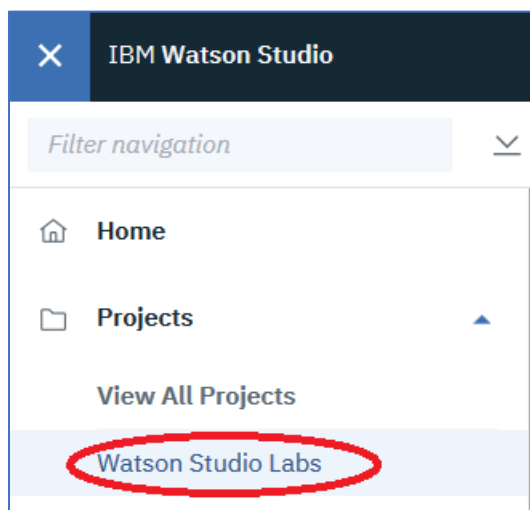 IBM Watson Studio
Filter navigation
Home
Projects
View All Projects
Watson Studio Labs